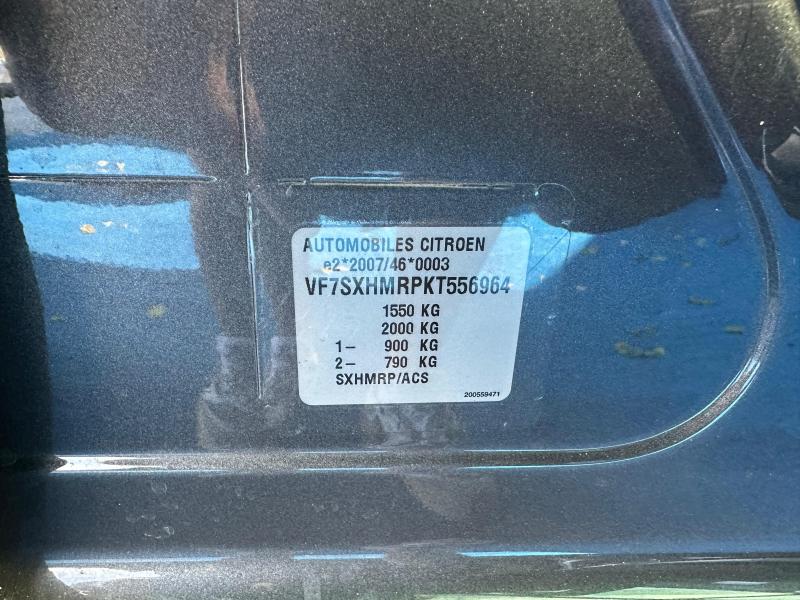 AUTOMOBILES CITROEN
e2*2007/46*0003
VF7SXHMRPKT556964
1550 KG
2000 KG
1– 900 KG
2– 790 KG
SXHMRP/ACS
200559471